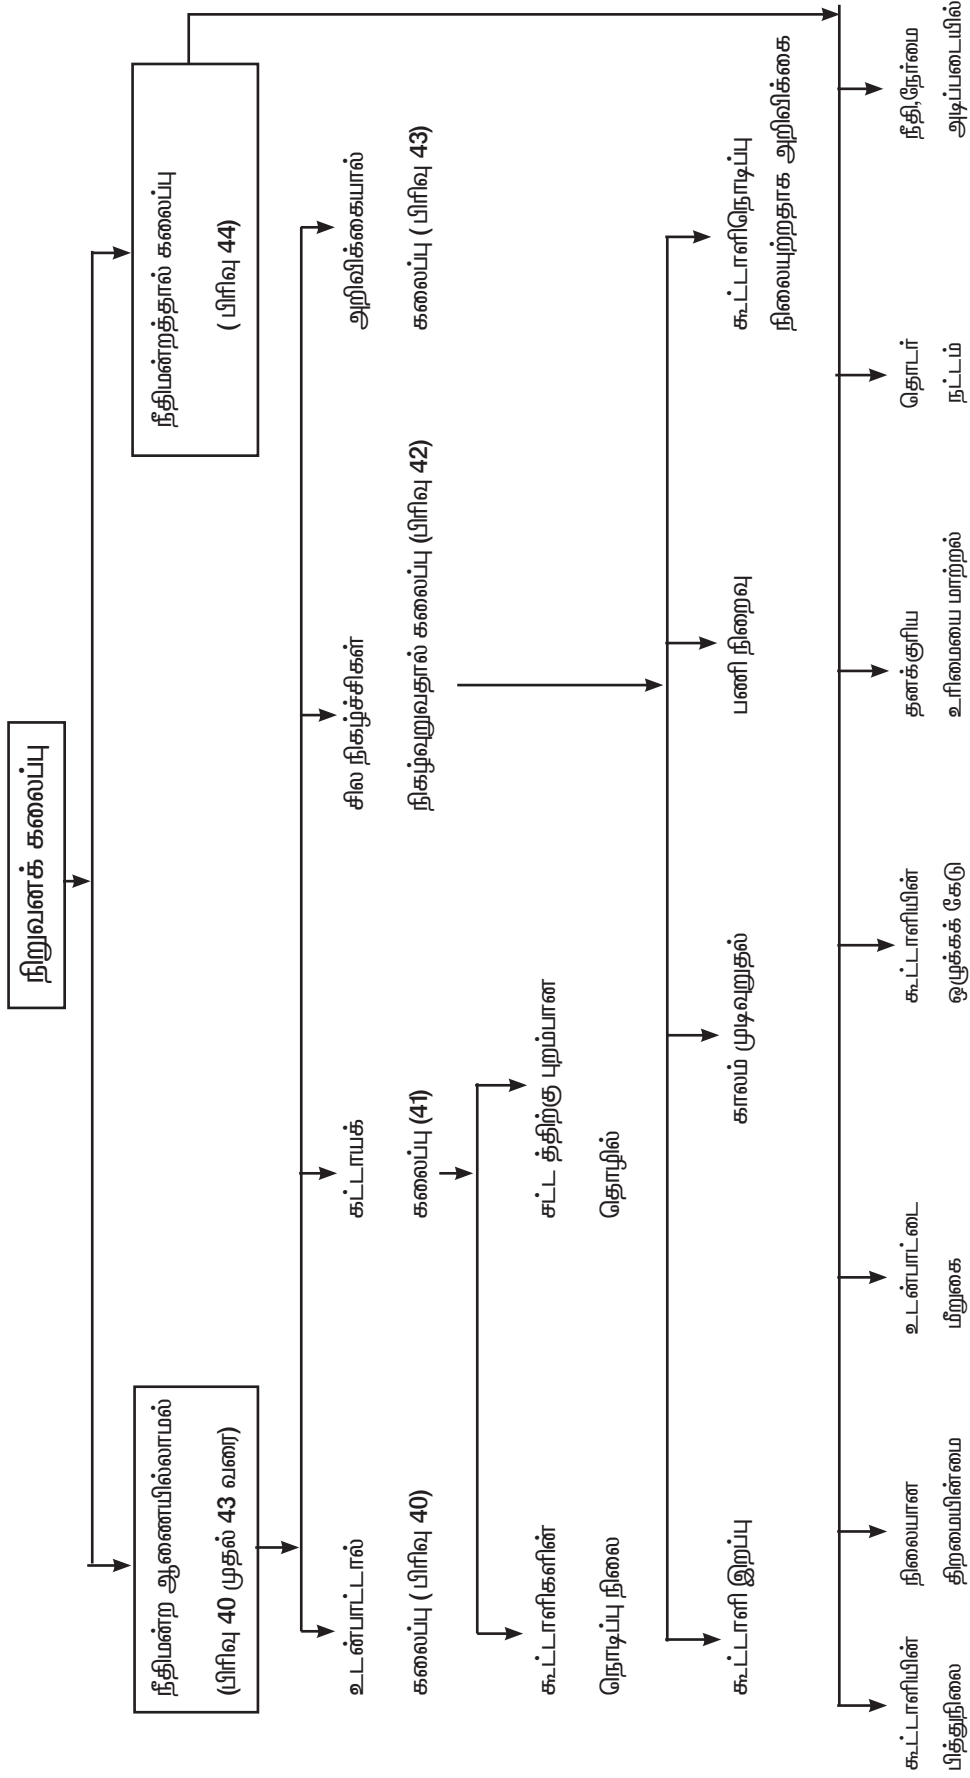 நிறுவனக் கலைப்பு
நீதிமன்ற ஆணையில்லாமல்
(பிரிவு 40 முதல் 43 வரை)
நீதிமன்றத்தால் கலைப்பு
( பிரிவு 44)
உடன்பாட்டால்
கலைப்பு ( பிரிவு 40)
கட்டாயக்
கலைப்பு (41)
சில நிகழ்ச்சிகள்
நிகழ்வுறுவதால் கலைப்பு (பிரிவு 42)
அறிவிக்கையால்
கலைப்பு ( பிரிவு 43)
கூட்டாளிகளின்
நொடிப்பு நிலை
சட்ட த்திற்கு புறம்பான
தொழில்
கூட்டாளி இறப்பு
காலம் முடிவுறுதல்
பணி நிறைவு
கூட்டாளிநொடிப்பு
நிலையுற்றதாக அறிவிக்கை
கூட்டாளியின்
பித்துநிலை
நிலையான
திறமையின்மை
உடன்பாட்டை
மீறுகை
கூட்டாளியின்
ஒழுக்கக் கேடு
தனக்குரிய
உரிமையை மாற்றல்
தொடர்
நட்டம்
நீதி,நேர்மை
அடிப்படையில்